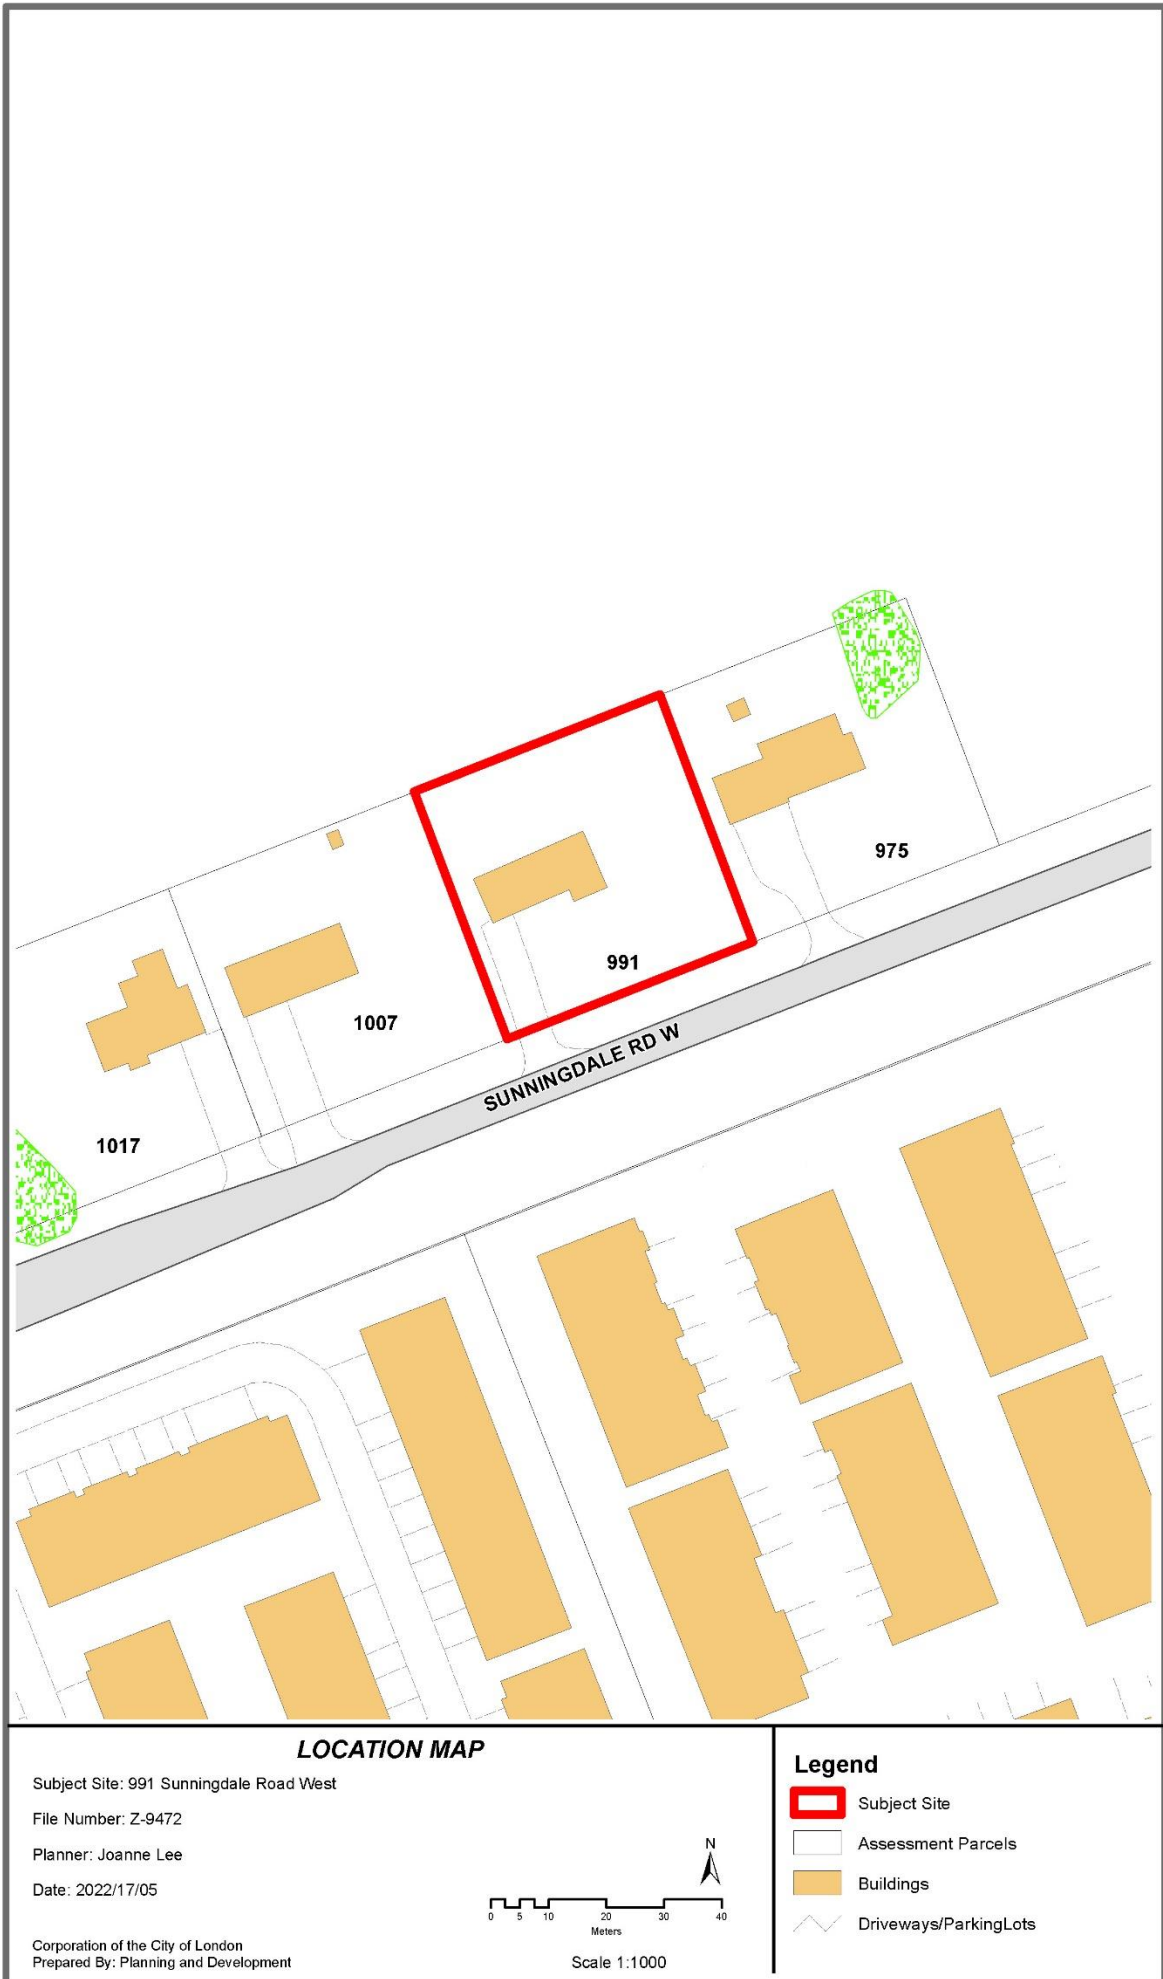 975
991
1007
SUNNINGDALE RD W
1017
LOCATION MAP
Subject Site: 991 Sunningdale Road West
File Number: Z-9472
Planner: Joanne Lee
Date: 2022/17/05
Corporation of the City of London
Prepared By: Planning and Development
N
0 5 10 20 30 40
Meters
Scale 1:1000
Legend
Subject Site
Assessment Parcels
Buildings
Driveways/ParkingLots